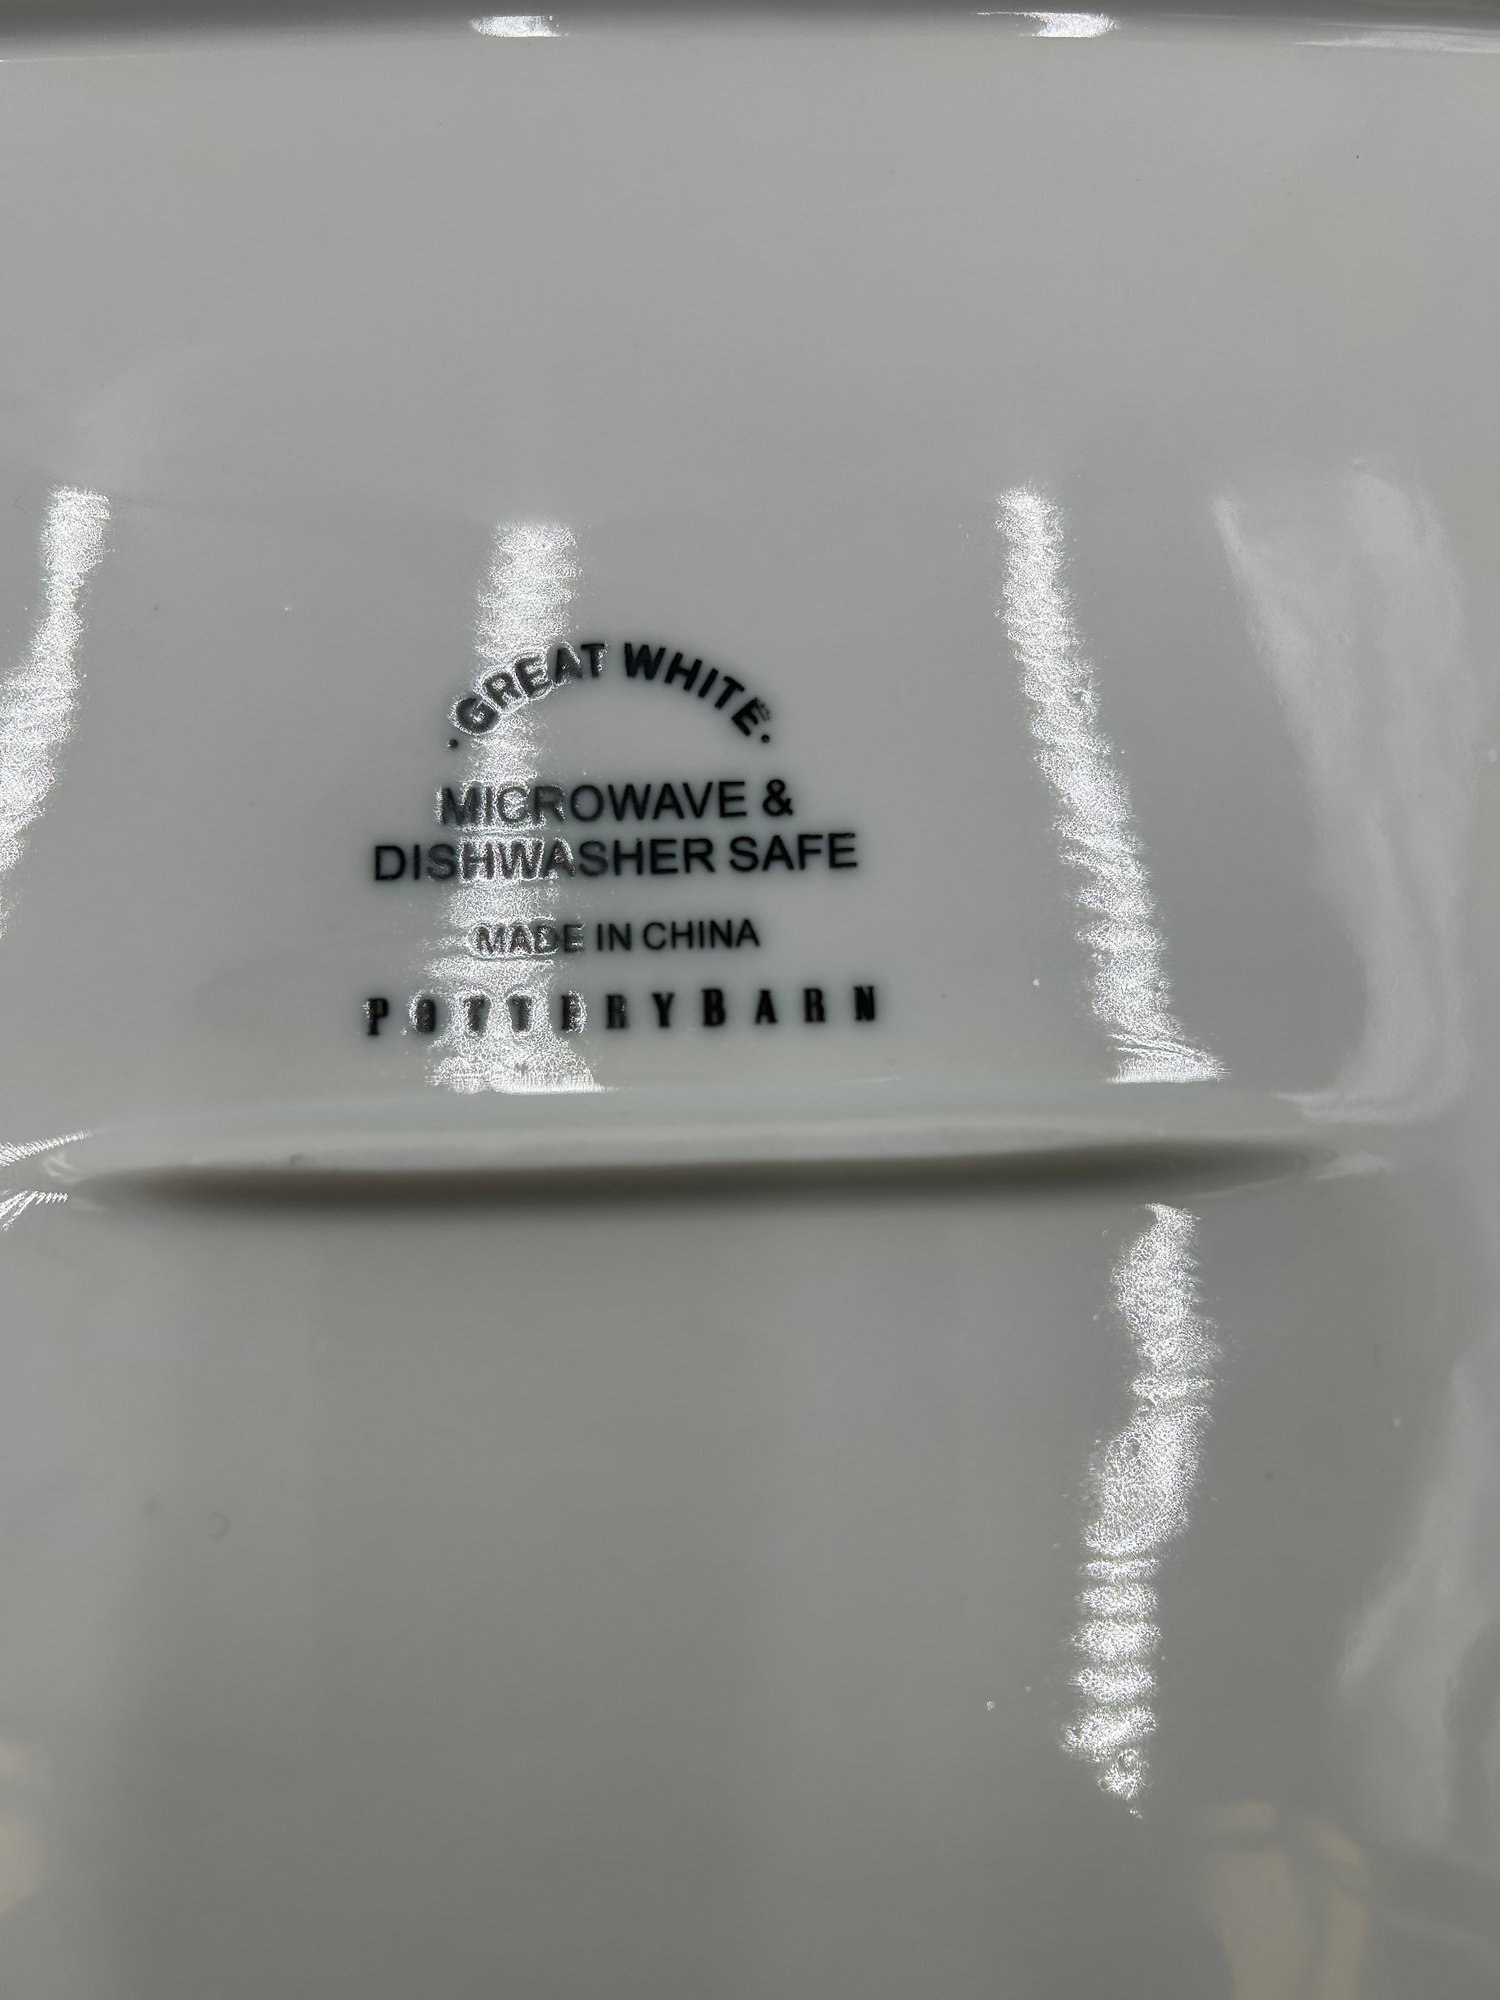 · GREAT WHITE ·
MICROWAVE &
DISHWASHER SAFE
MADE IN CHINA
POTTERYBARN